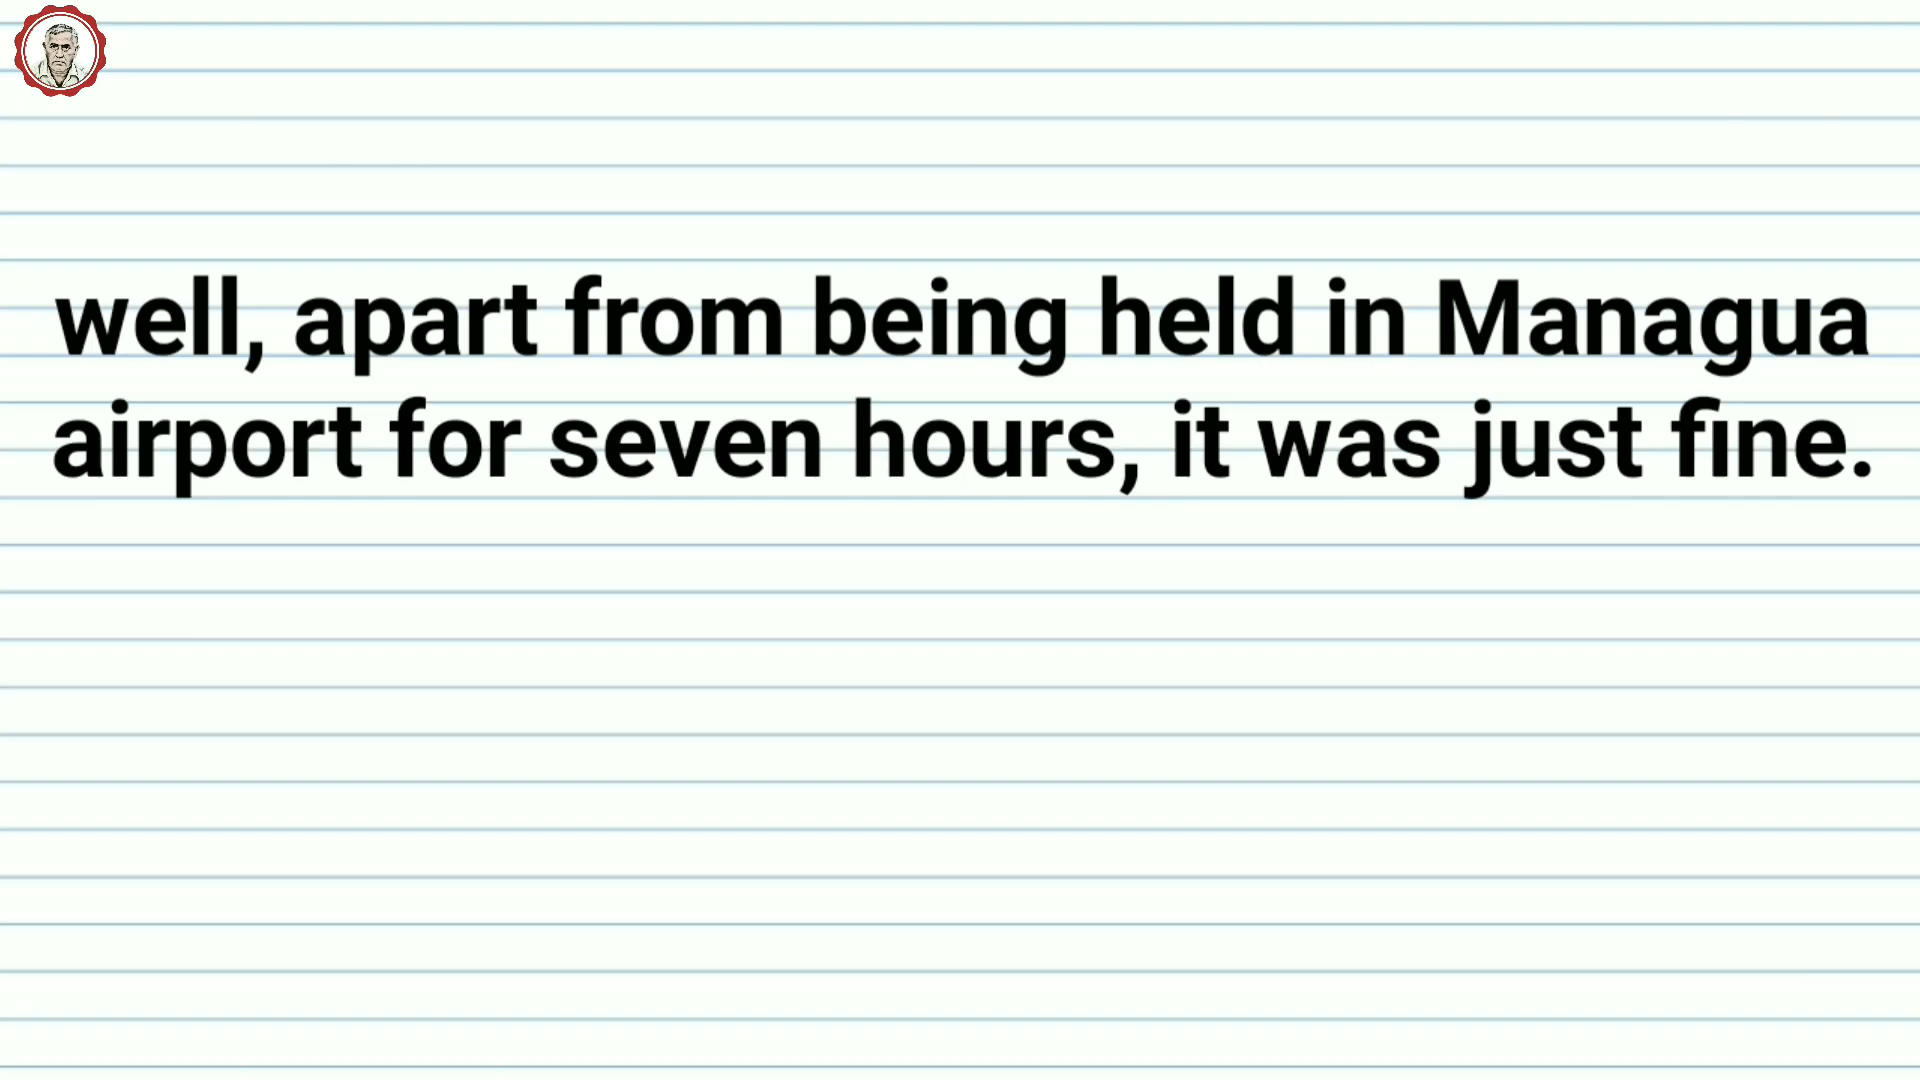 well, apart from being held in Managua
airport for seven hours, it was just fine.